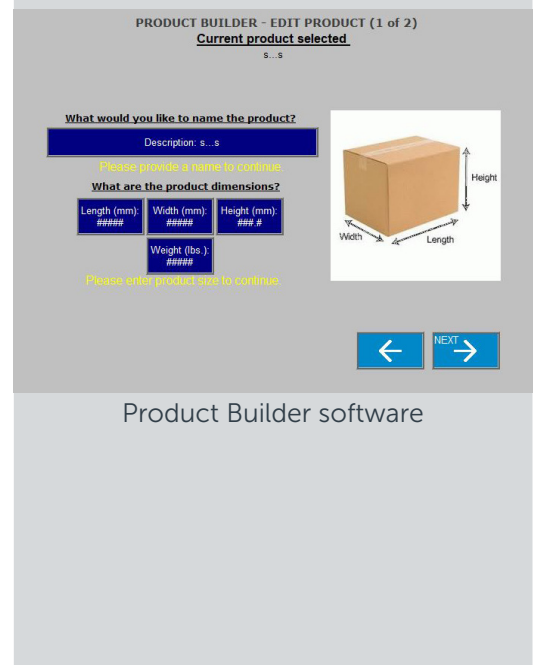 PRODUCT BUILDER - EDIT PRODUCT (1 of 2)
Current product selected
s...s
What would you like to name the product?
Description: s...s
Please provide a name to continue.
What are the product dimensions?
Length (mm): Width (mm): Height (mm):
##### ##### ###.#
Weight (lbs.):
#####
Please enter product size to continue.
Height
Width
Length
NEXT
Product Builder software